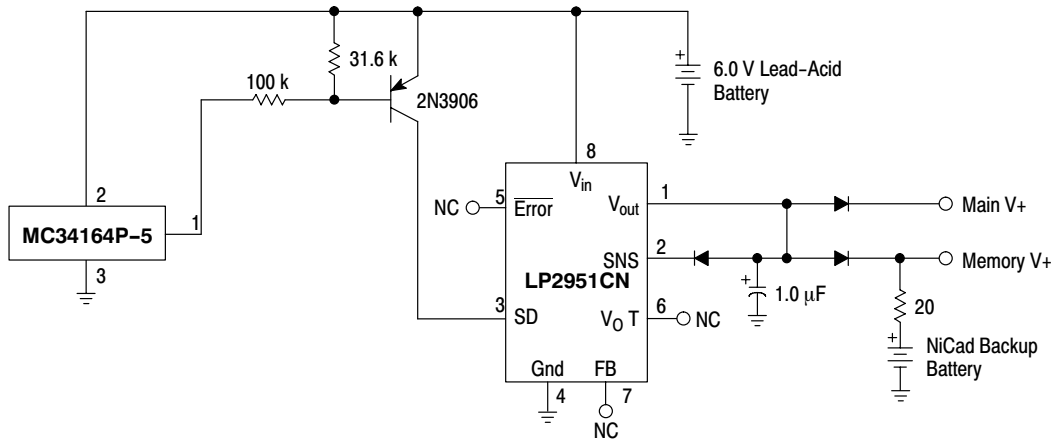 31.6 k
100 k
2N3906
6.0 V Lead-Acid
Battery
8
Vin
2
5
1
NC
Error
Vout
Main V+
1
MC34164P-5
2
SNS
Memory V+
LP2951CN
1.0 μF
3
3
SD
VO T
6
NC
20
NiCad Backup
Battery
Gnd
FB
4
7
NC